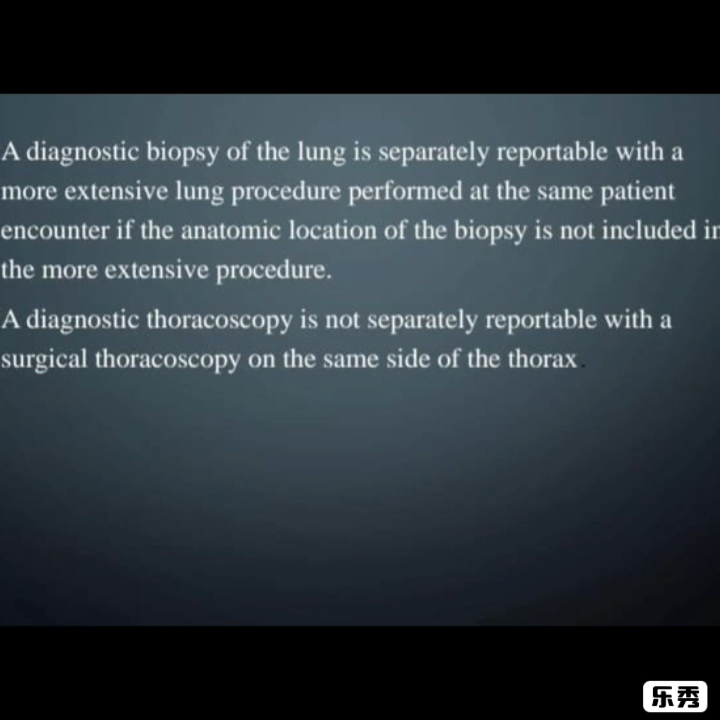 A diagnostic biopsy of the lung is separately reportable with a
more extensive lung procedure performed at the same patient
encounter if the anatomic location of the biopsy is not included in
the more extensive procedure.
A diagnostic thoracoscopy is not separately reportable with a
surgical thoracoscopy on the same side of the thorax.
乐秀